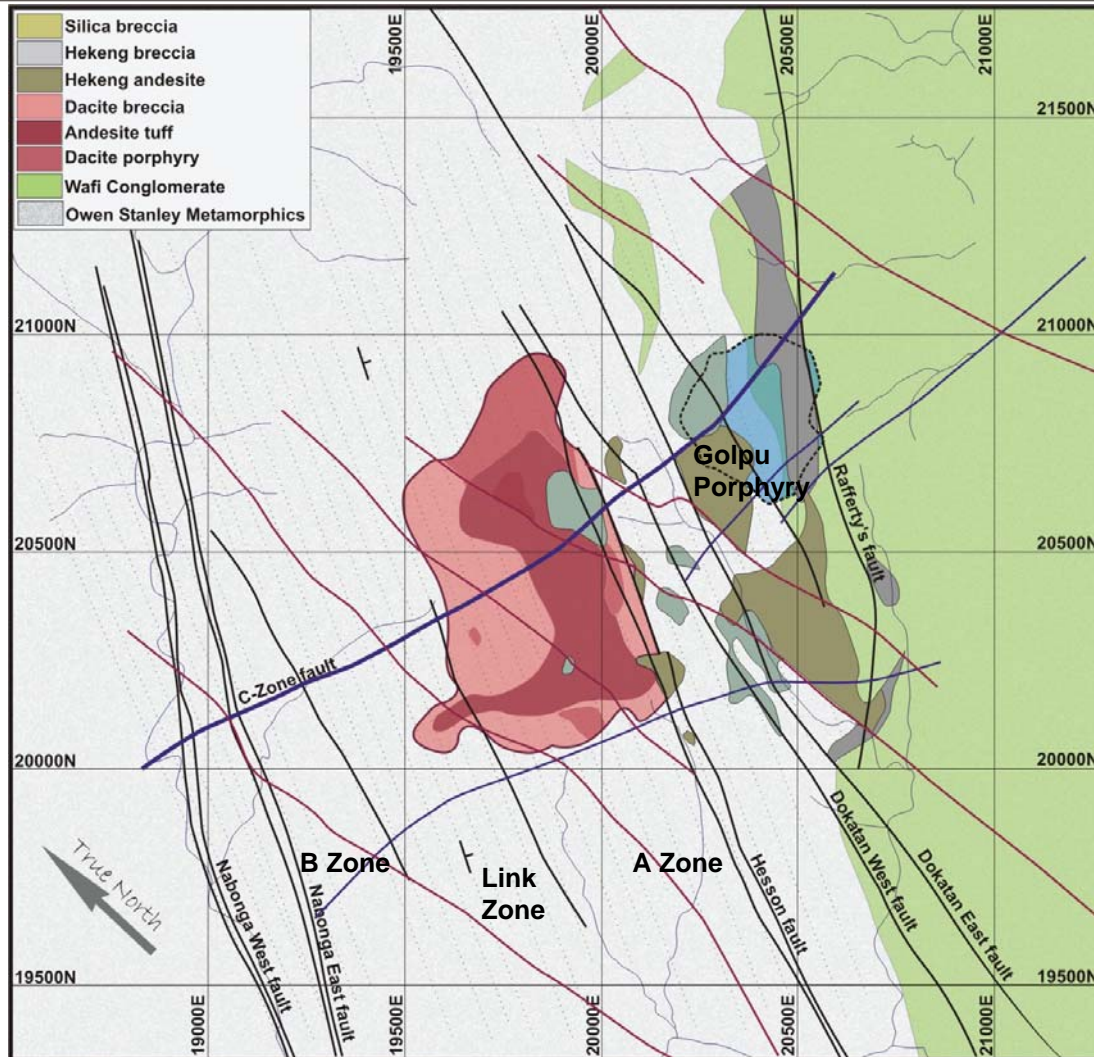 Silica breccia
Hekeng breccia
Hekeng andesite
Dacite breccia
Andesite tuff
Dacite porphyry
Wafi Conglomerate
Owen Stanley Metamorphics
19500E
20000E
20500E
21000E
21500N
21000N
21000N
Golpu
Porphyry
Rafferty's fault
20500N
20500N
C-Zone fault
20000N
20000N
True North
B Zone
Link
Zone
A Zone
Nabonga West fault
Nabonga East fault
Hesson fault
Dokatan West fault
Dokatan East fault
19500N
19500N
19000E
19500E
20000E
20500E
21000E